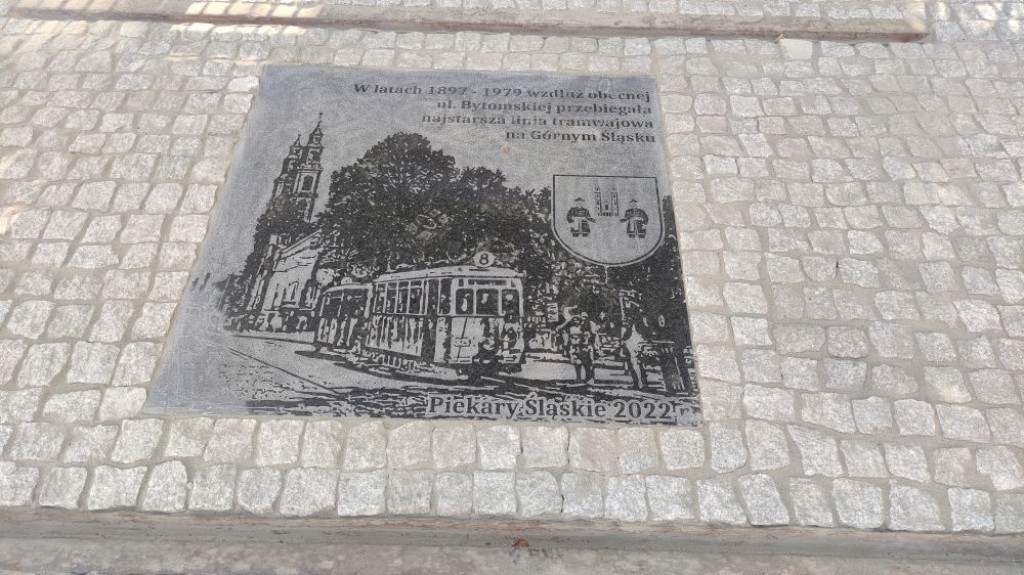 W latach 1897 - 1979 wzdłuż obecnej
ul. Bytomskiej przebiegała
najstarsza linia tramwajowa
na Górnym Śląsku
8
Piekary Śląskie 2022 r.